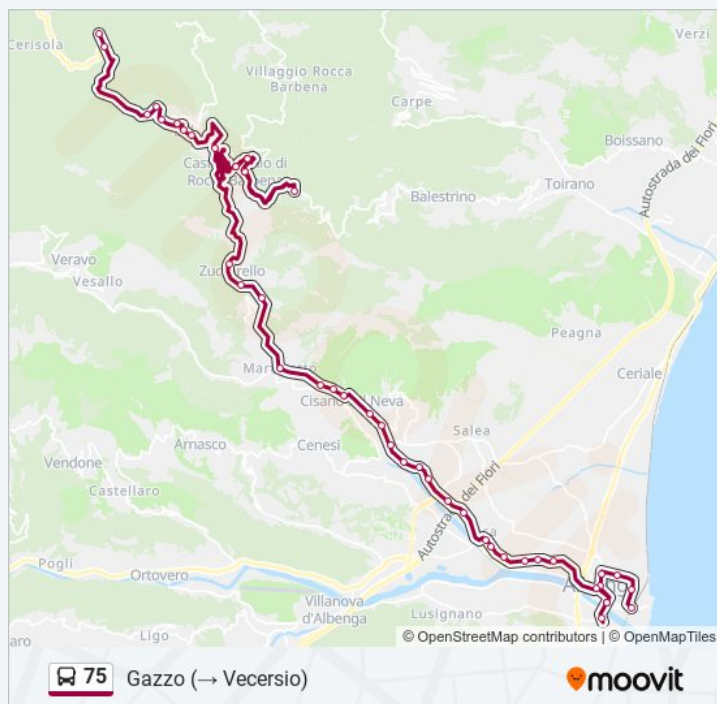 Cerisola
Verzi
Villaggio Rocca
Barbena
Carpe
Boissano
Autostrada dei Fiori
Toirano
Balestrino
Veravo
Vesallo
Peagna
Ceriale
Cisano
Neva
Salea
Arnasco
Cenesi
Vendone
Castellaro
Autostrada dei Fiori
Pogli
Ortovero
Villanova
d'Albenga
Lusignano
Ligo
© OpenStreetMap contributors | © OpenMapTiles
75 Gazzo (→ Vecersio)
moovit